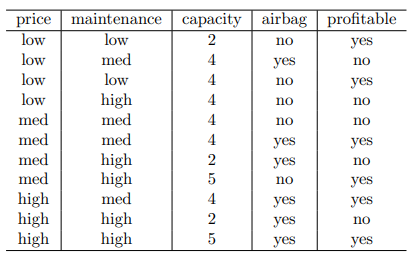 price maintenance capacity airbag profitable
low low 2 no yes
low med 4 yes no
low low 4 no yes
low high 4 no no
med med 4 no no
med med 4 yes yes
med high 2 yes no
med high 5 no yes
high med 4 yes yes
high high 2 yes no
high high 5 yes yes